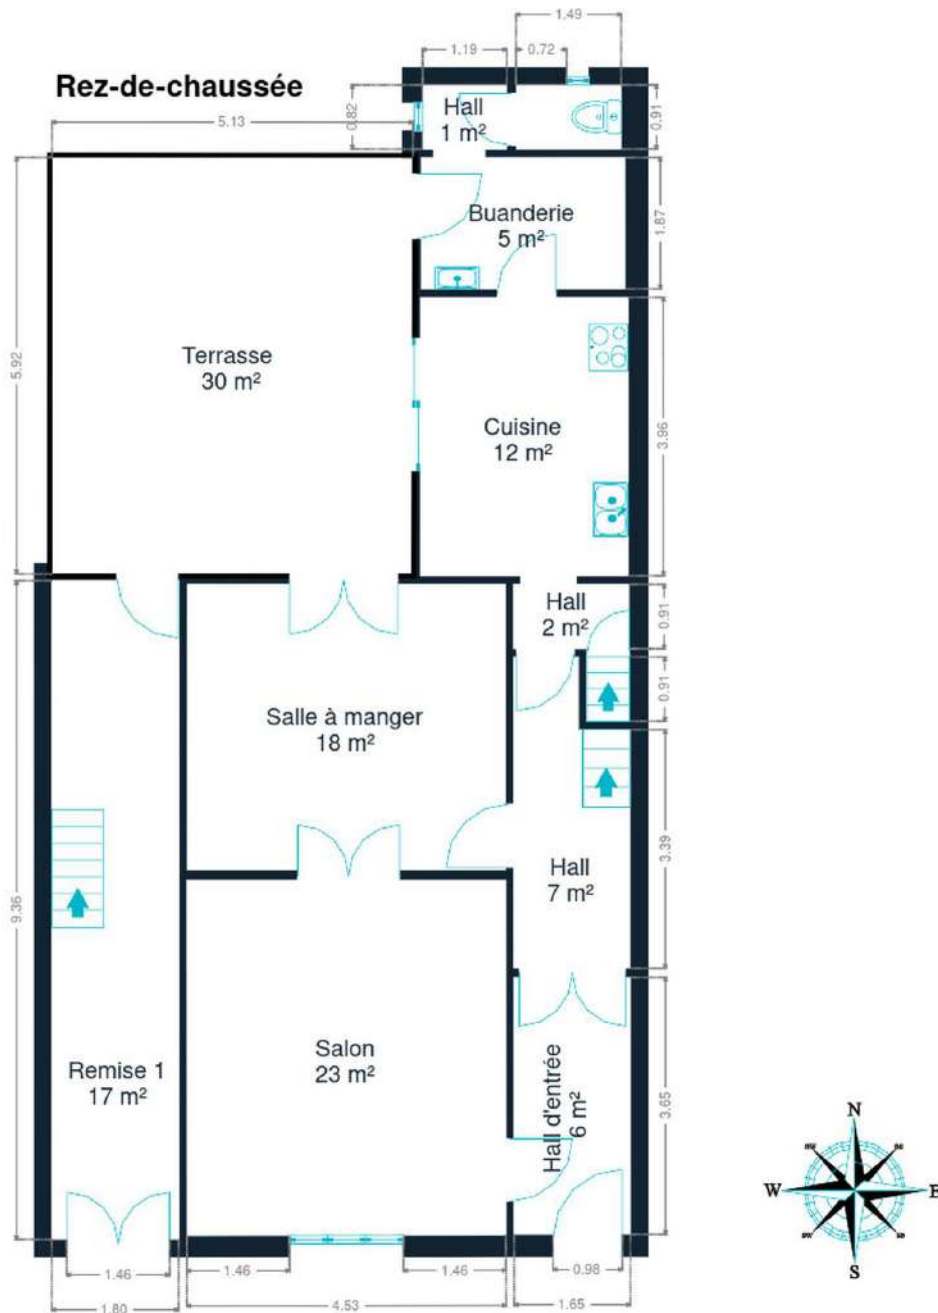 1.49
1.19
0.72
Rez-de-chaussée
5.13
0.82
Hall
1 m²
0.91
Buanderie
5 m²
1.87
5.92
Terrasse
30 m²
Cuisine
12 m²
3.96
Hall
2 m²
0.91
0.91
Salle à manger
18 m²
9.36
Hall
7 m²
3.39
Remise 1
17 m²
Salon
23 m²
Hall d'entrée
6 m²
3.65
N
W
E
S
1.46
1.46
1.46
0.98
1.80
4.53
1.65